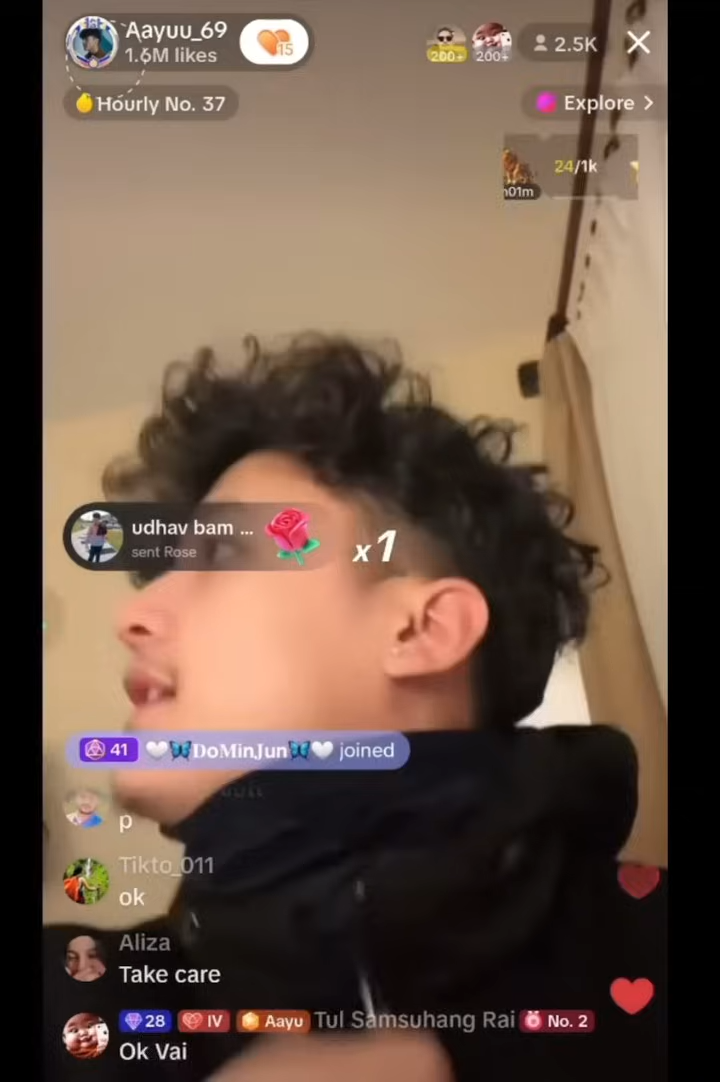 Aayuu_69
1.6M likes
15
200+
200+
2.5K
Hourly No. 37
Explore
24/1k
01m
udhav bam ...
sent Rose
x1
41 🤍🦋DoMinJun🦋🤍 joined
p
Tikto_011
ok
Aliza
Take care
28 IV Aayu Tul Samsuhang Rai No. 2
Ok Vai